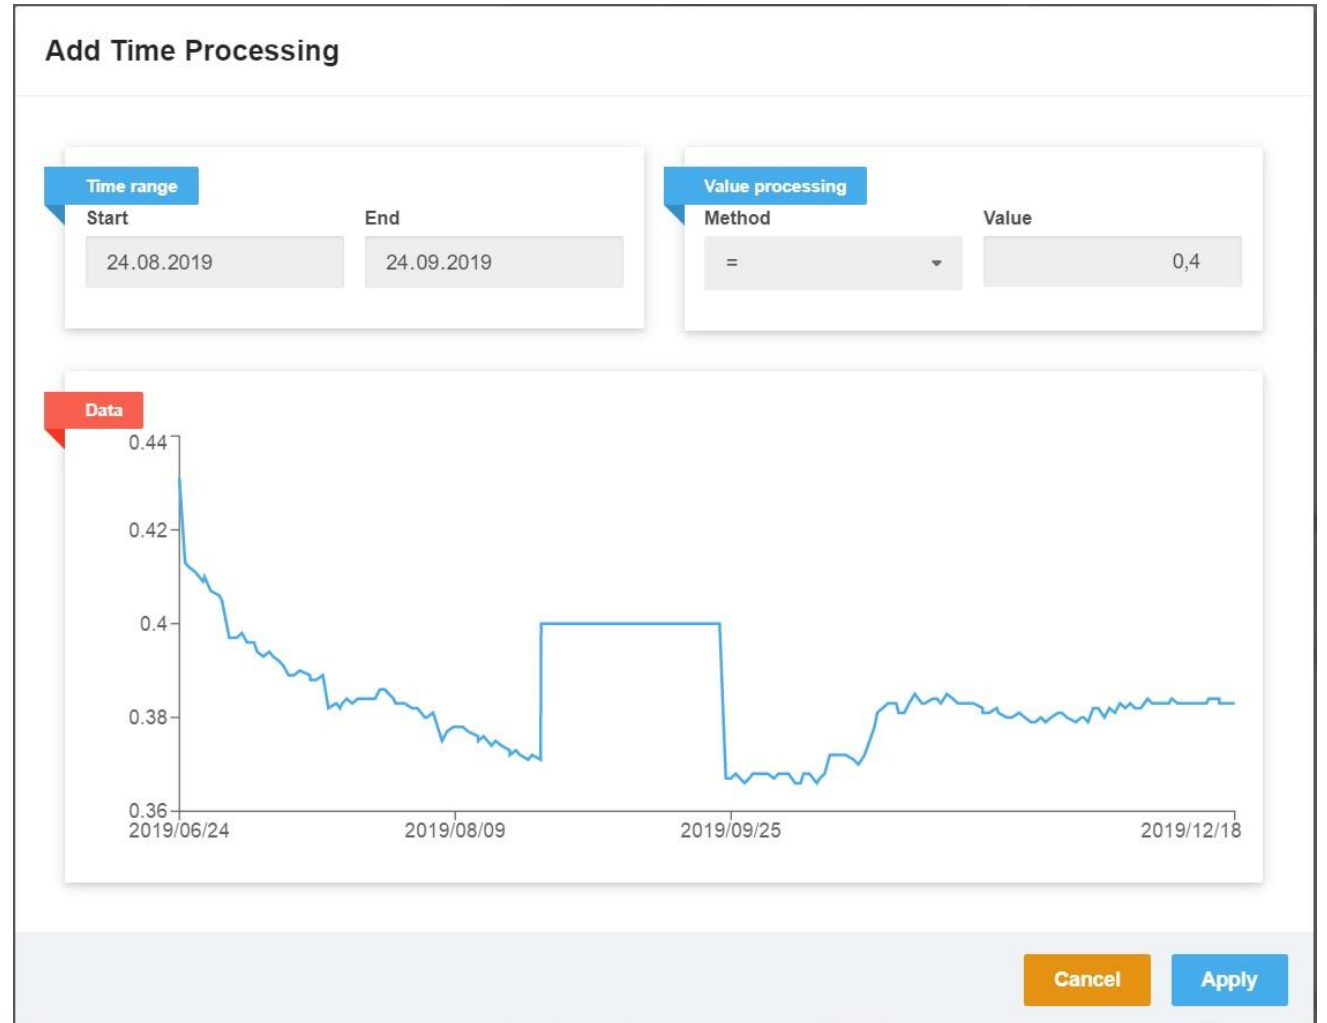 Add Time Processing
Time range
Start End
24.08.2019 24.09.2019
Value processing
Method Value
= 0,4
Data
0.44
0.42
0.4
0.38
0.36
2019/06/24 2019/08/09 2019/09/25 2019/12/18
Cancel Apply